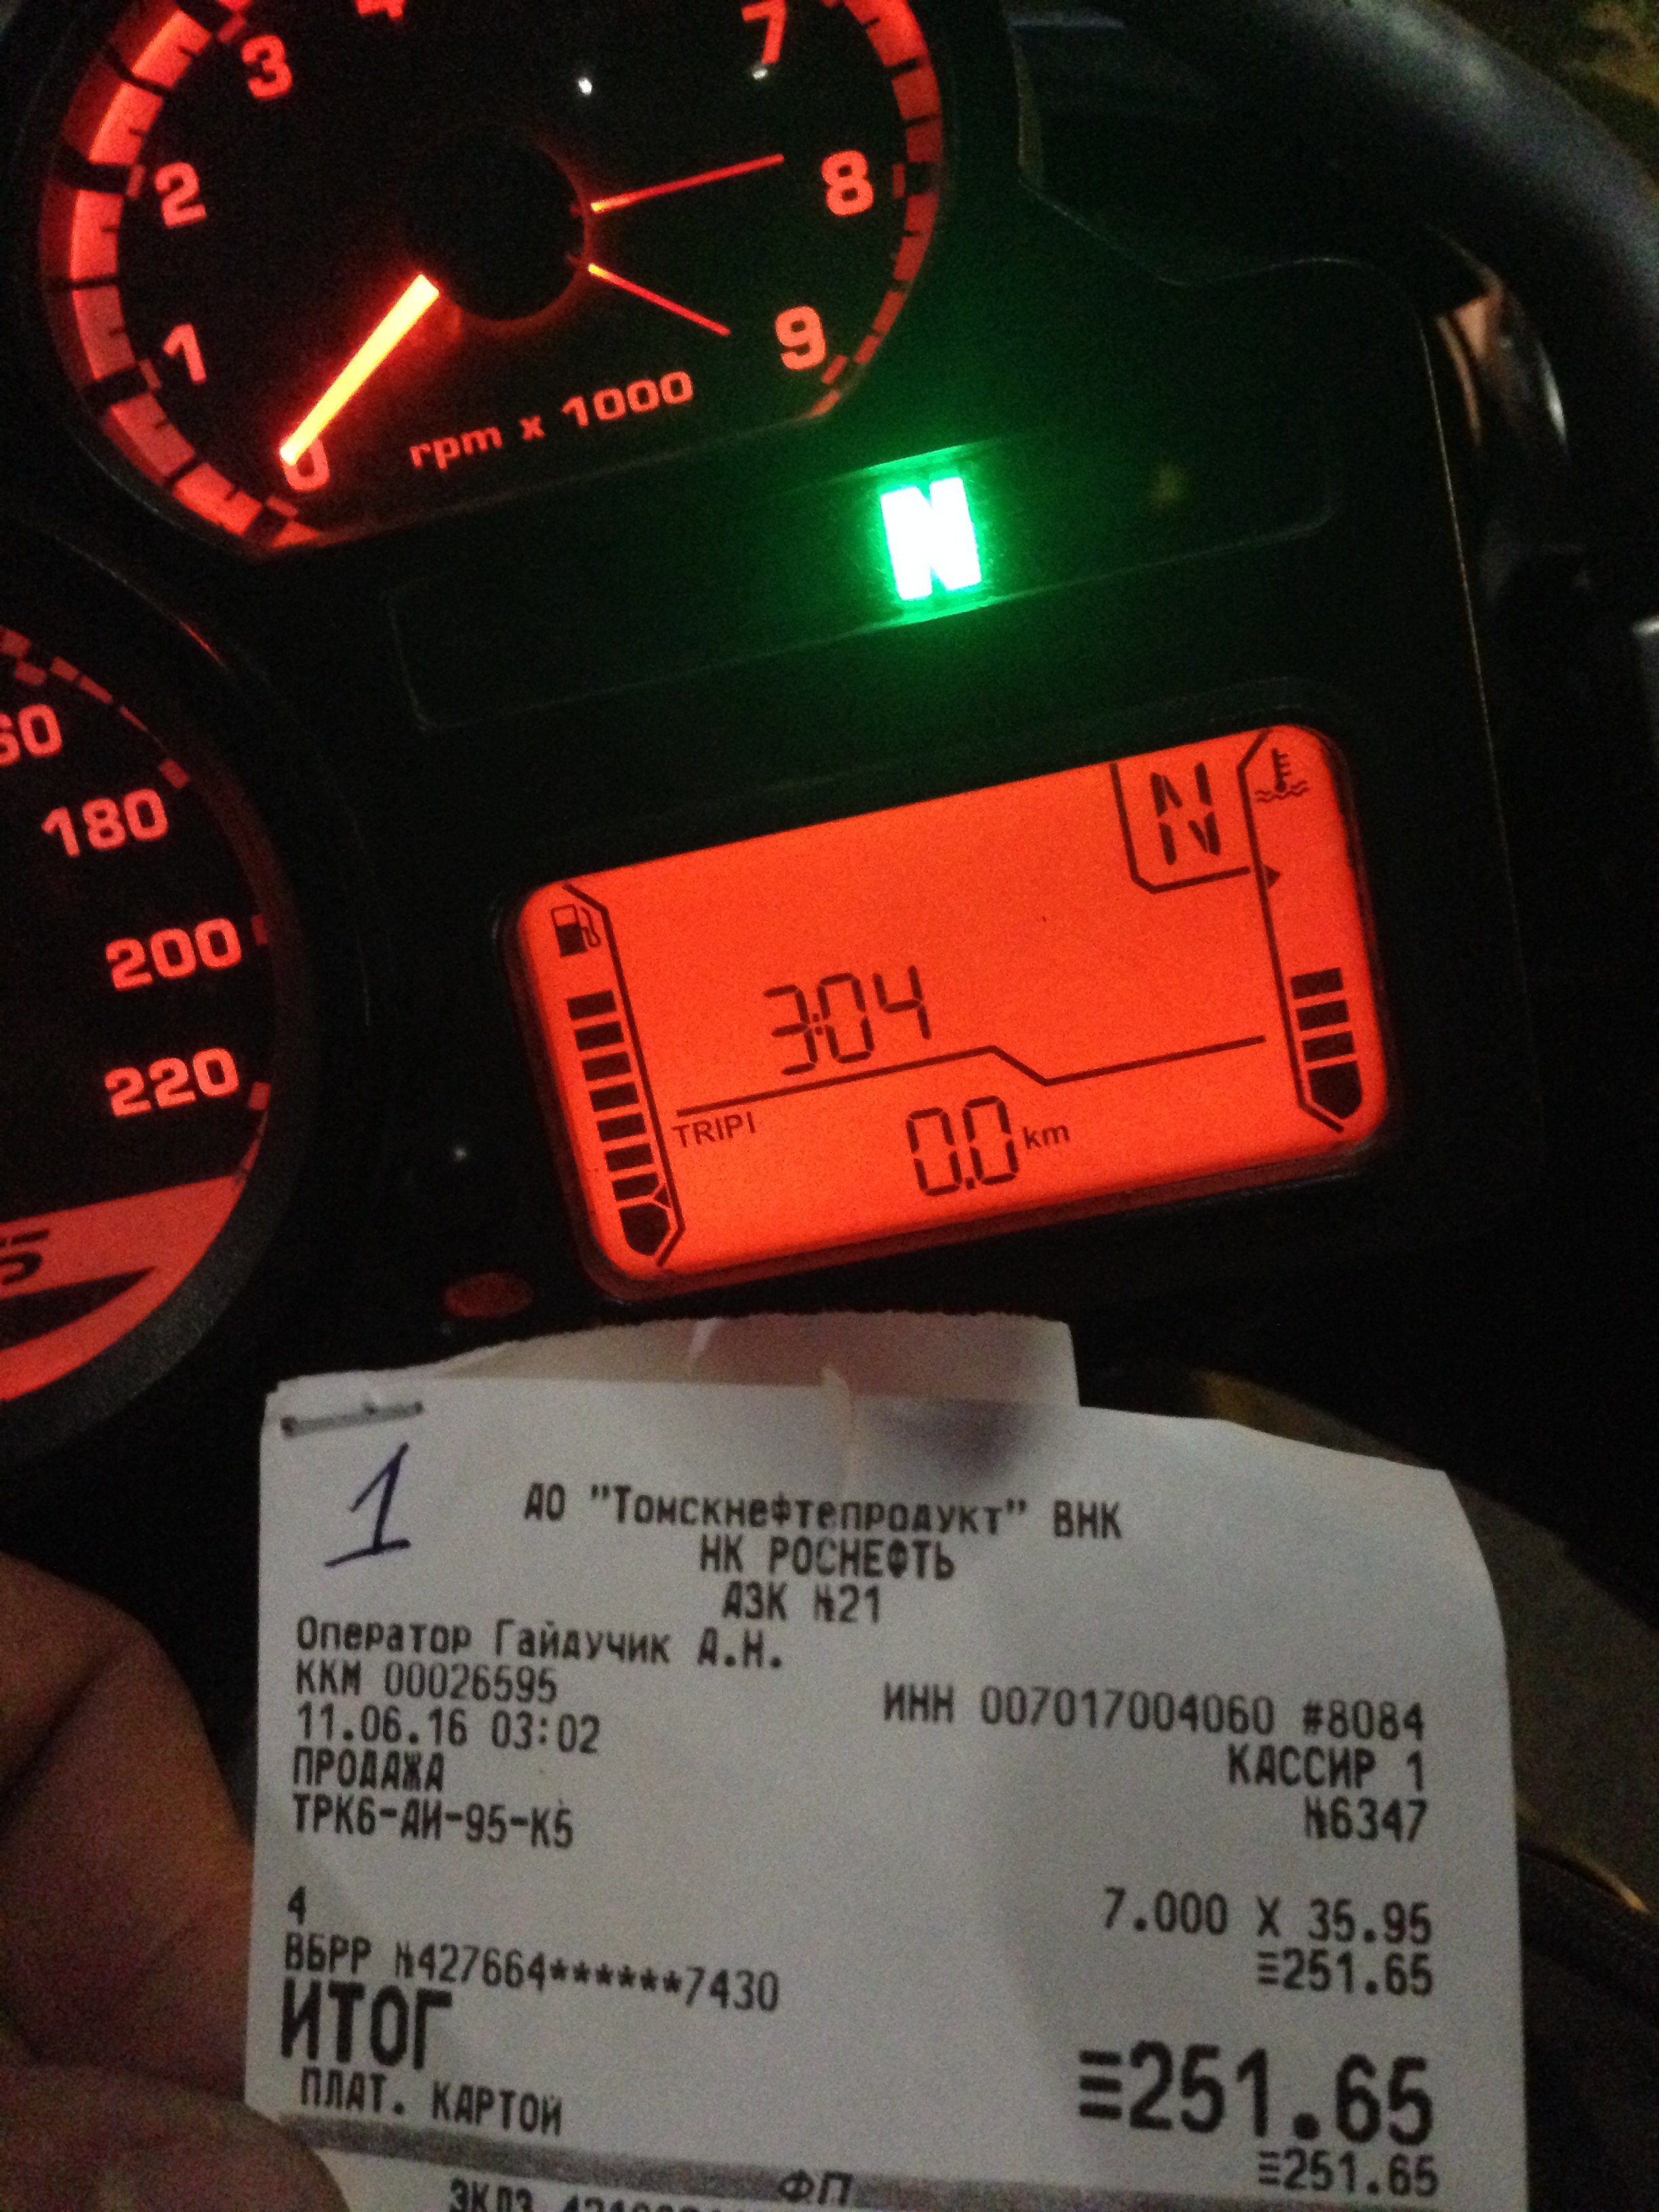 3
7
2
8
1
9
0
rpm x 1000
N
180
200
220
N
3:04
TRIP I
0.0 km
1
АО "Томскнефтепродукт" ВНК
НК РОСНЕФТЬ
АЗК №21
Оператор Гайдучик А.Н.
ККМ 00026595
ИНН 007017004060 #8084
11.06.16 03:02
КАССИР 1
ПРОДАЖА
№6347
ТРК6-АИ-95-К5
7.000 X 35.95
4
≡251.65
ВБРР №427664******7430
ИТОГ
≡251.65
ПЛАТ. КАРТОЙ
≡251.65
ФП